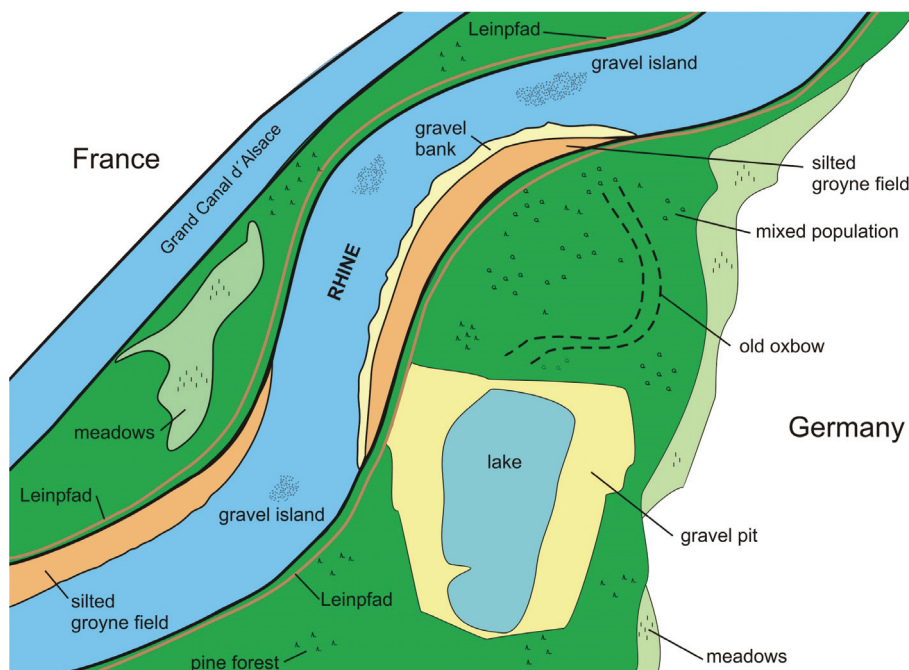 Leinpfad
gravel island
France
Grand Canal d´Alsace
gravel
bank
silted
groyne field
mixed population
RHINE
old oxbow
meadows
Germany
lake
Leinpfad
gravel island
gravel pit
silted
groyne field
Leinpfad
pine forest
meadows